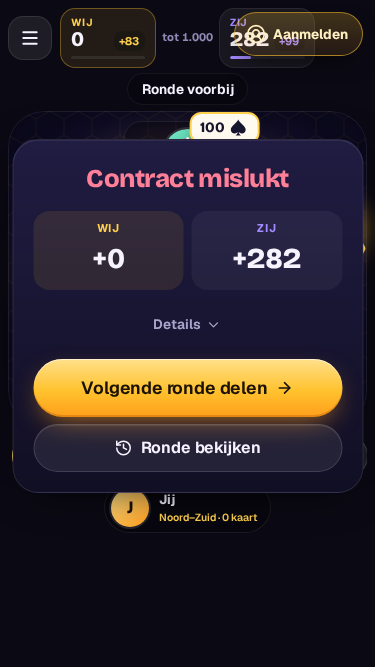 WIJ
0
+83
tot 1.000
ZIJ
282
+99
Aanmelden
Ronde voorbij
100
Contract mislukt
WIJ
+0
ZIJ
+282
Details
Volgende ronde delen
Ronde bekijken
J
Jij
Noord–Zuid · 0 kaart